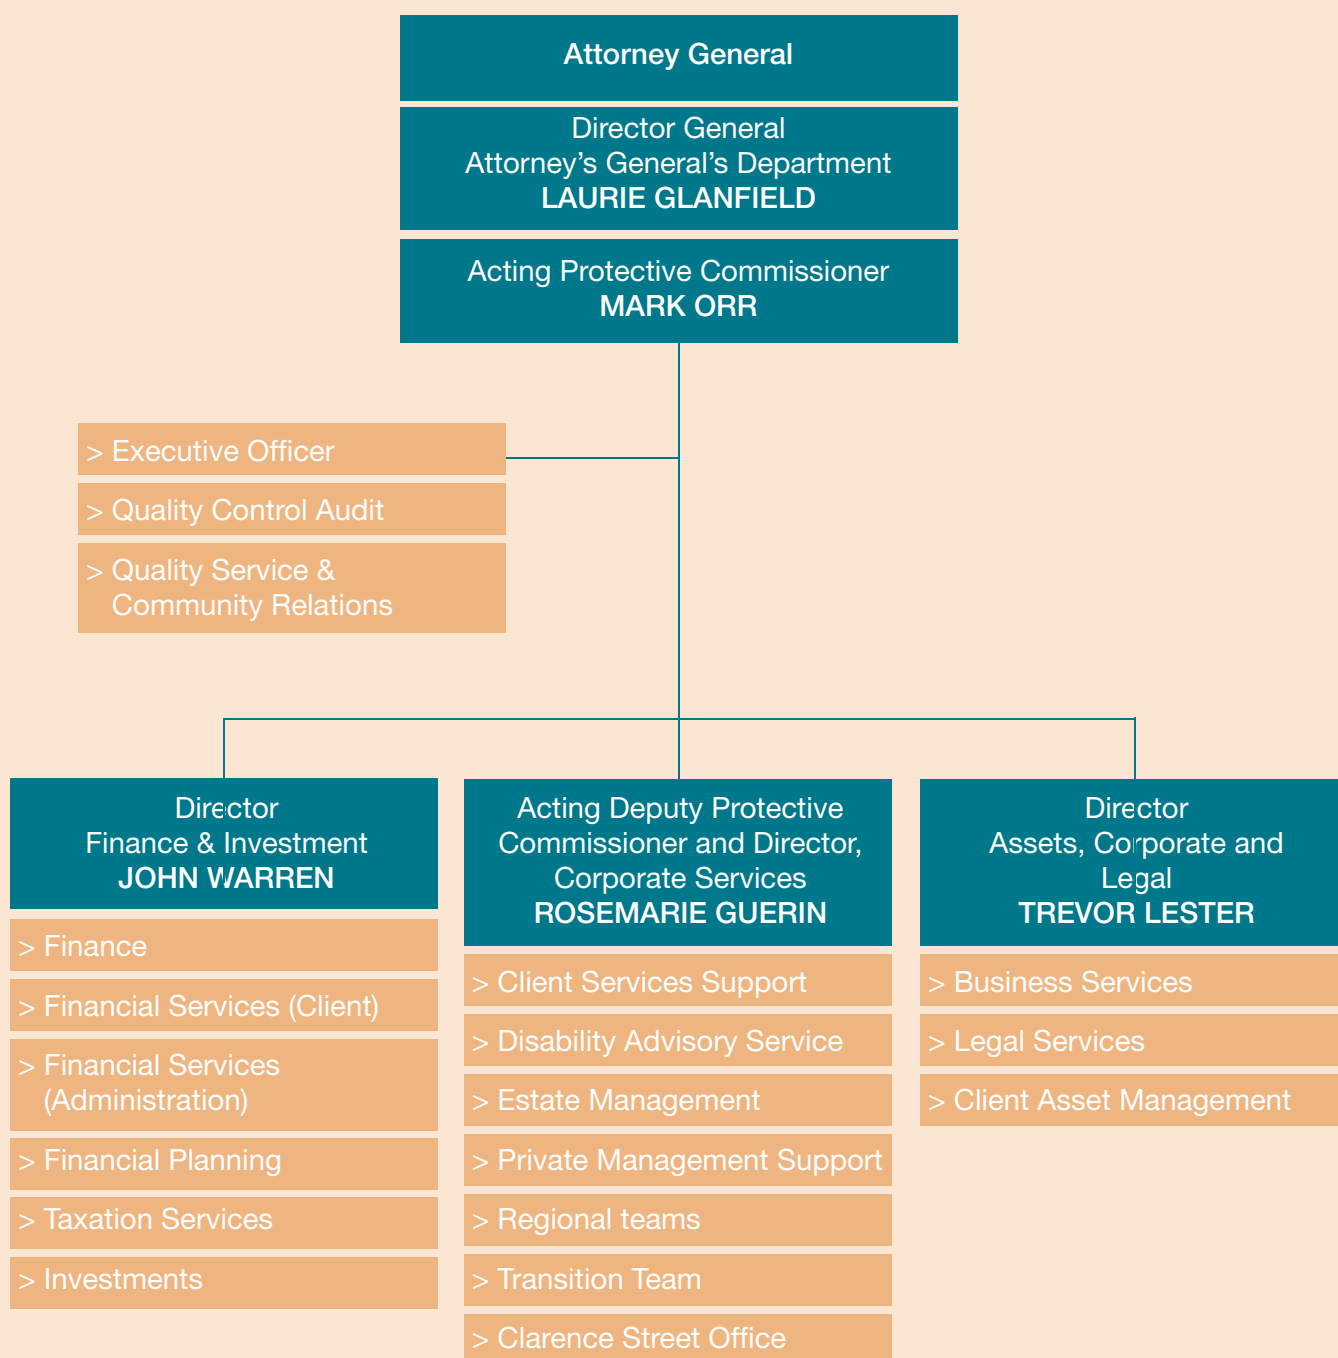 Attorney General
Director General
Attorney’s General’s Department
LAURIE GLANFIELD
Acting Protective Commissioner
MARK ORR
> Executive Officer
> Quality Control Audit
> Quality Service &
Community Relations
Director
Finance & Investment
JOHN WARREN
> Finance
> Financial Services (Client)
> Financial Services
(Administration)
> Financial Planning
> Taxation Services
> Investments
Acting Deputy Protective
Commissioner and Director,
Corporate Services
ROSEMARIE GUERIN
> Client Services Support
> Disability Advisory Service
> Estate Management
> Private Management Support
> Regional teams
> Transition Team
> Clarence Street Office
Director
Assets, Corporate and
Legal
TREVOR LESTER
> Business Services
> Legal Services
> Client Asset Management